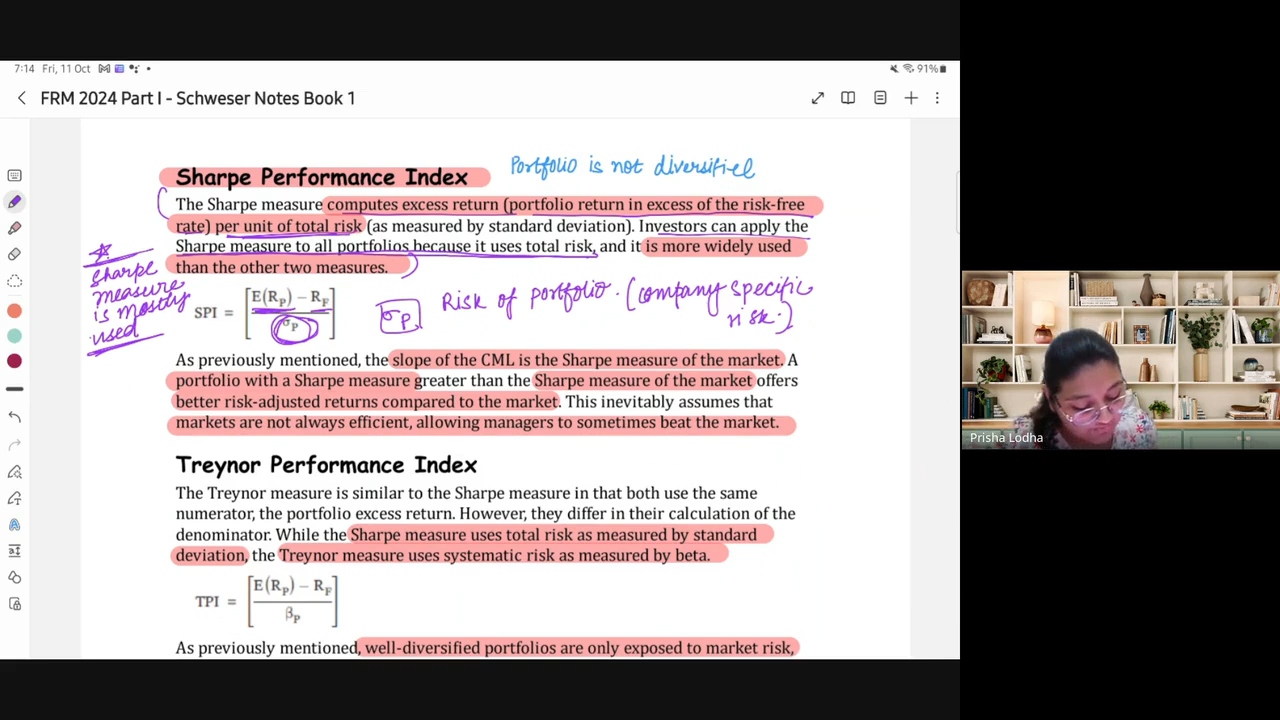 7:14 Fri, 11 Oct
91%
FRM 2024 Part I - Schweser Notes Book 1
Sharpe Performance Index
Portfolio is not diversified
The Sharpe measure computes excess return (portfolio return in excess of the risk-free
rate) per unit of total risk (as measured by standard deviation). Investors can apply the
Sharpe measure to all portfolios because it uses total risk, and it is more widely used
than the other two measures.
Sharpe
measure
is mostly
used
SPI = [E(RP) − RF / σP]
σP
Risk of portfolio. (company specific
risk.)
As previously mentioned, the slope of the CML is the Sharpe measure of the market. A
portfolio with a Sharpe measure greater than the Sharpe measure of the market offers
better risk-adjusted returns compared to the market. This inevitably assumes that
markets are not always efficient, allowing managers to sometimes beat the market.
Treynor Performance Index
The Treynor measure is similar to the Sharpe measure in that both use the same
numerator, the portfolio excess return. However, they differ in their calculation of the
denominator. While the Sharpe measure uses total risk as measured by standard
deviation, the Treynor measure uses systematic risk as measured by beta.
TPI = [E(RP) − RF / βP]
As previously mentioned, well-diversified portfolios are only exposed to market risk,
Prisha Lodha